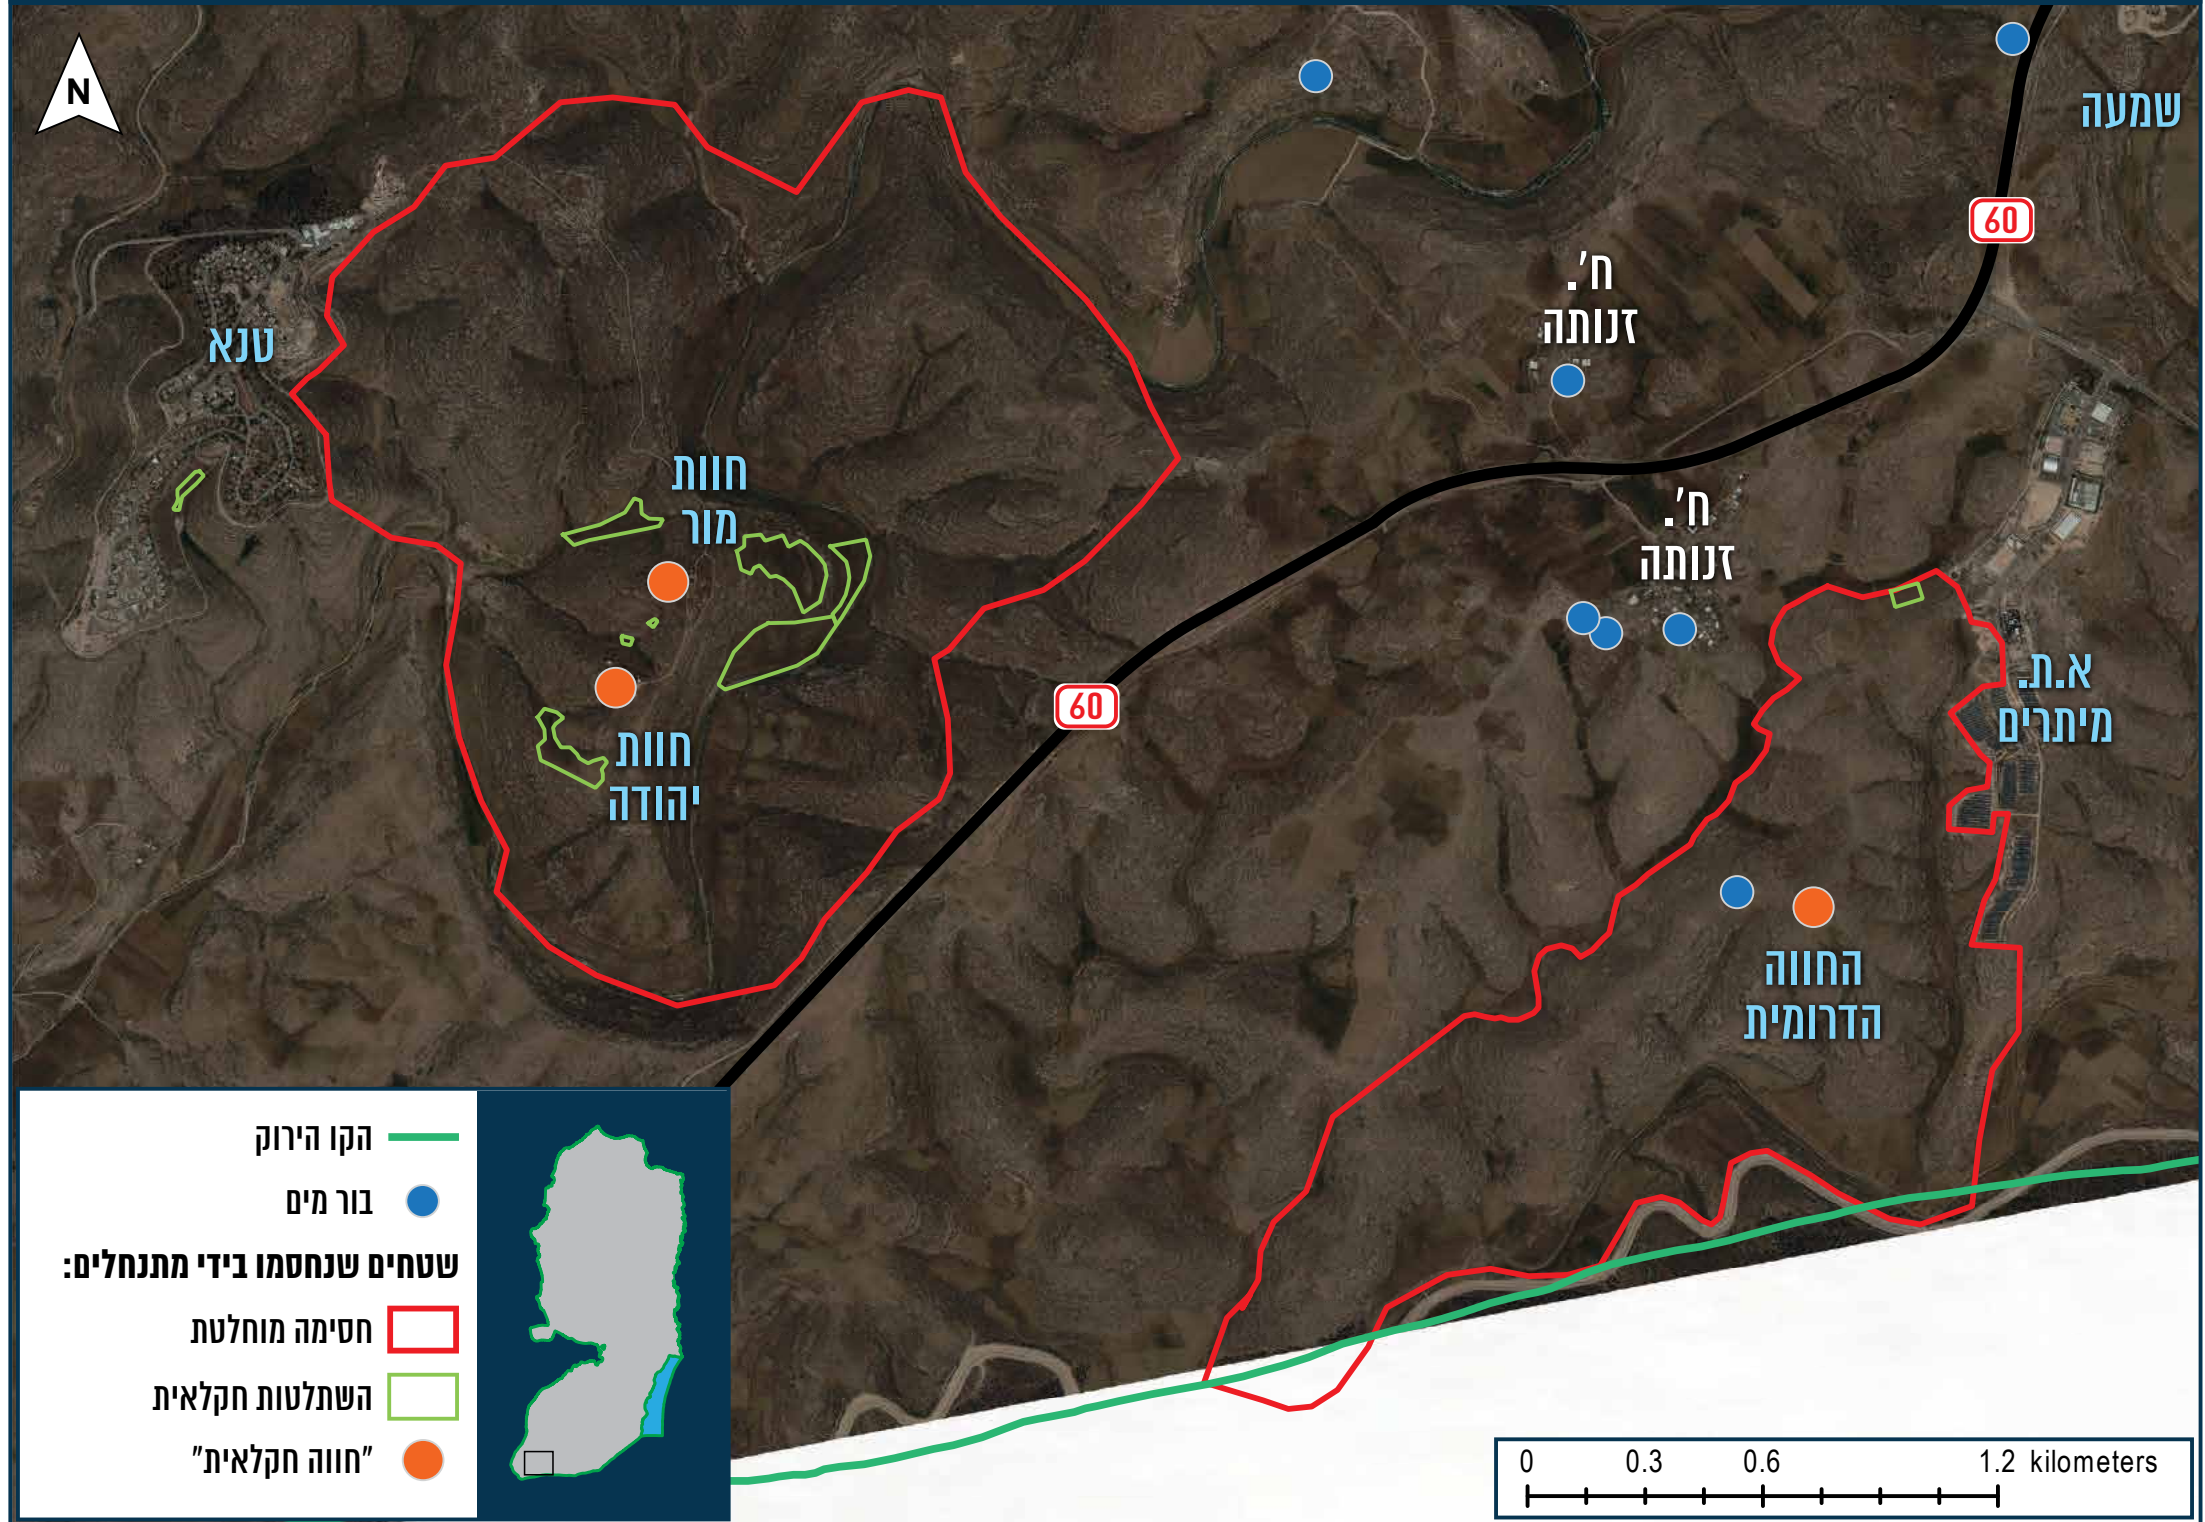 N
שמעה
60
ח'.
זנותה
טנא
חוות
מור
ח'.
זנותה
א.ת.
מיתרים
60
חוות
יהודה
החווה
הדרומית
הקו הירוק
בור מים
שטחים שנחסמו בידי מתנחלים:
חסימה מוחלטת
השתלטות חקלאית
"חווה חקלאית"
0 0.3 0.6 1.2 kilometers